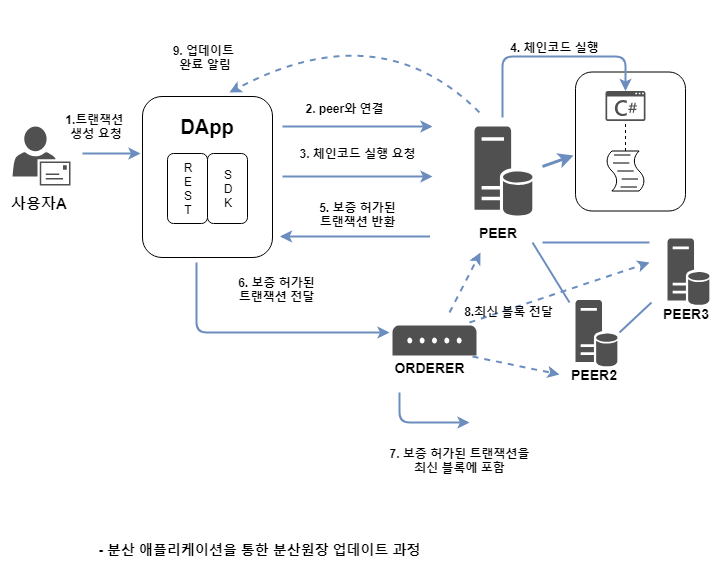 9. 업데이트
완료 알림
4. 체인코드 실행
1.트랜잭션
생성 요청
DApp
REST
SDK
2. peer와 연결
3. 체인코드 실행 요청
C#
사용자A
5. 보증 허가된
트랜잭션 반환
PEER
6. 보증 허가된
트랜잭션 전달
8.최신 블록 전달
PEER3
ORDERER
PEER2
7. 보증 허가된 트랜잭션을
최신 블록에 포함
- 분산 애플리케이션을 통한 분산원장 업데이트 과정